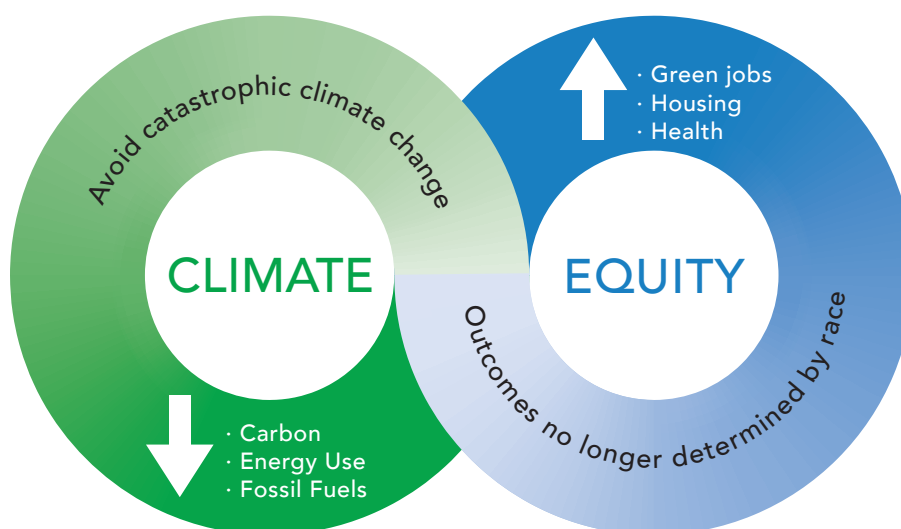 Avoid catastrophic climate change
CLIMATE
· Carbon
· Energy Use
· Fossil Fuels
· Green jobs
· Housing
· Health
EQUITY
Outcomes no longer determined by race